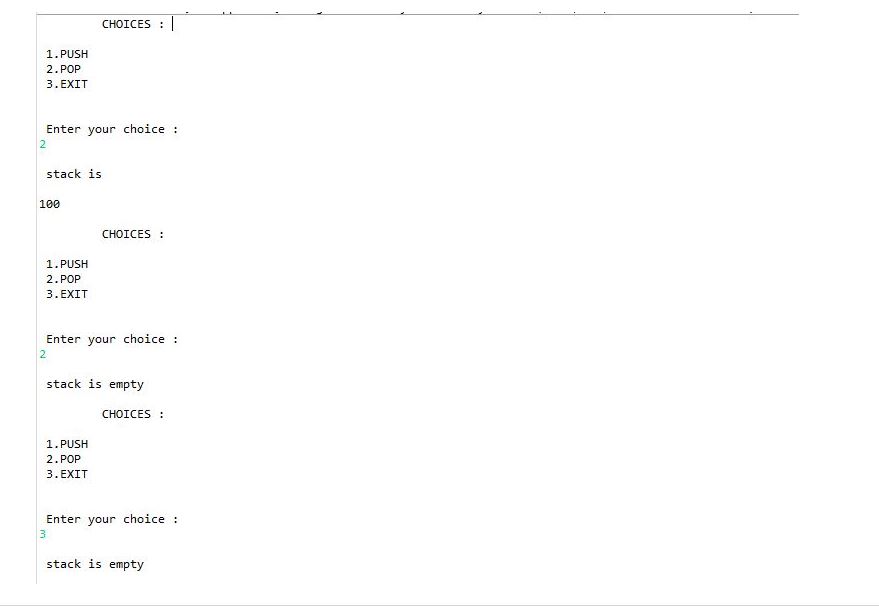 CHOICES :
1.PUSH
2.POP
3.EXIT
Enter your choice :
2
stack is
100
CHOICES :
1.PUSH
2.POP
3.EXIT
Enter your choice :
2
stack is empty
CHOICES :
1.PUSH
2.POP
3.EXIT
Enter your choice :
3
stack is empty